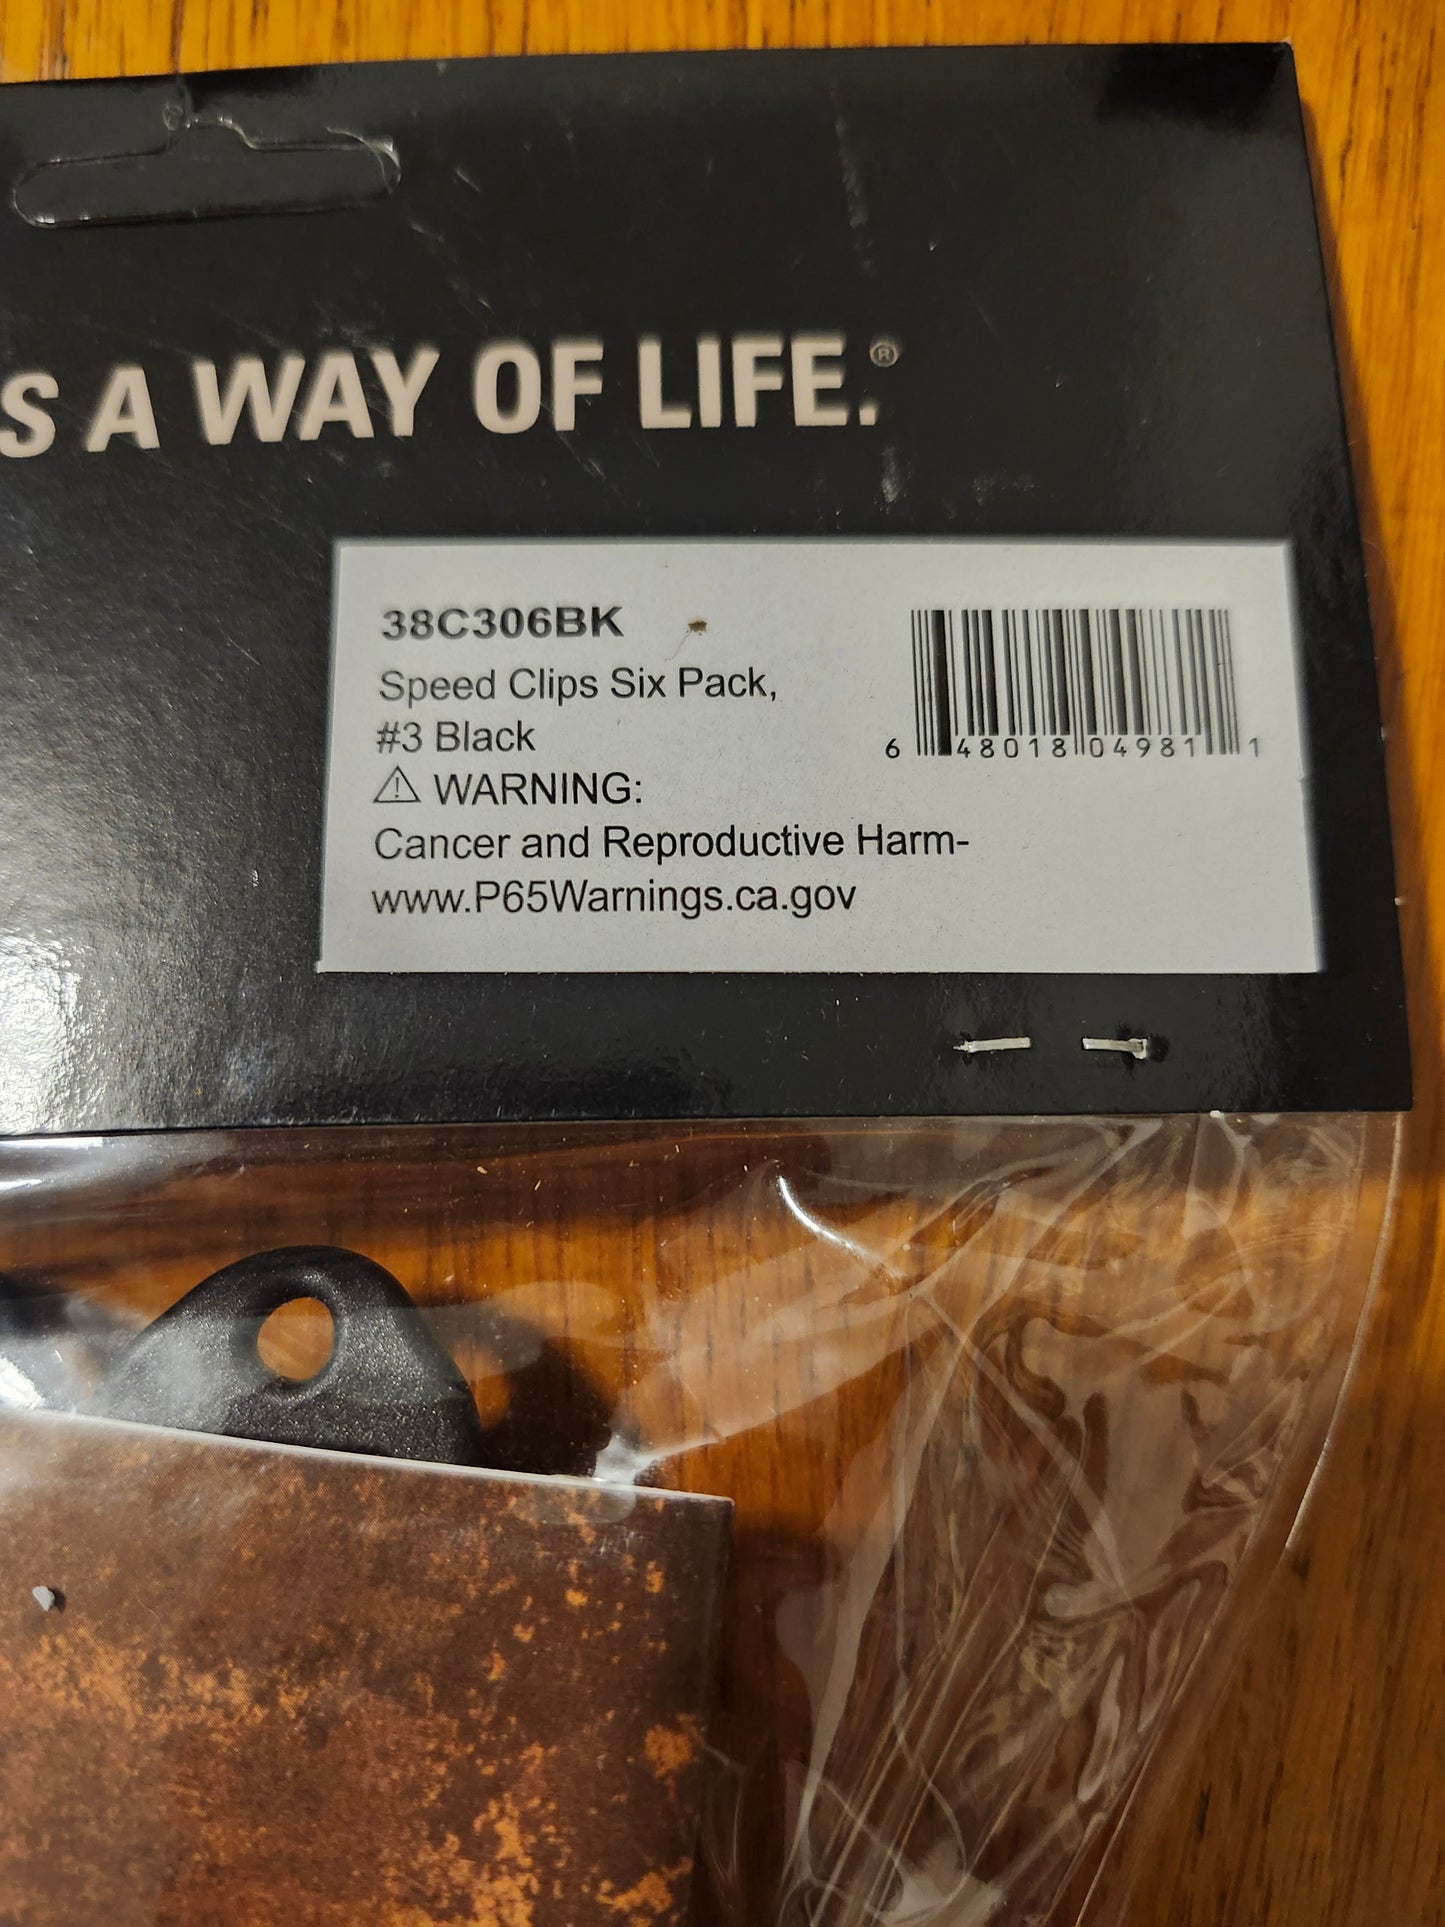 S A WAY OF LIFE.®
38C306BK
Speed Clips Six Pack,
#3 Black
⚠ WARNING:
Cancer and Reproductive Harm-
www.P65Warnings.ca.gov
6 48018 04981 1